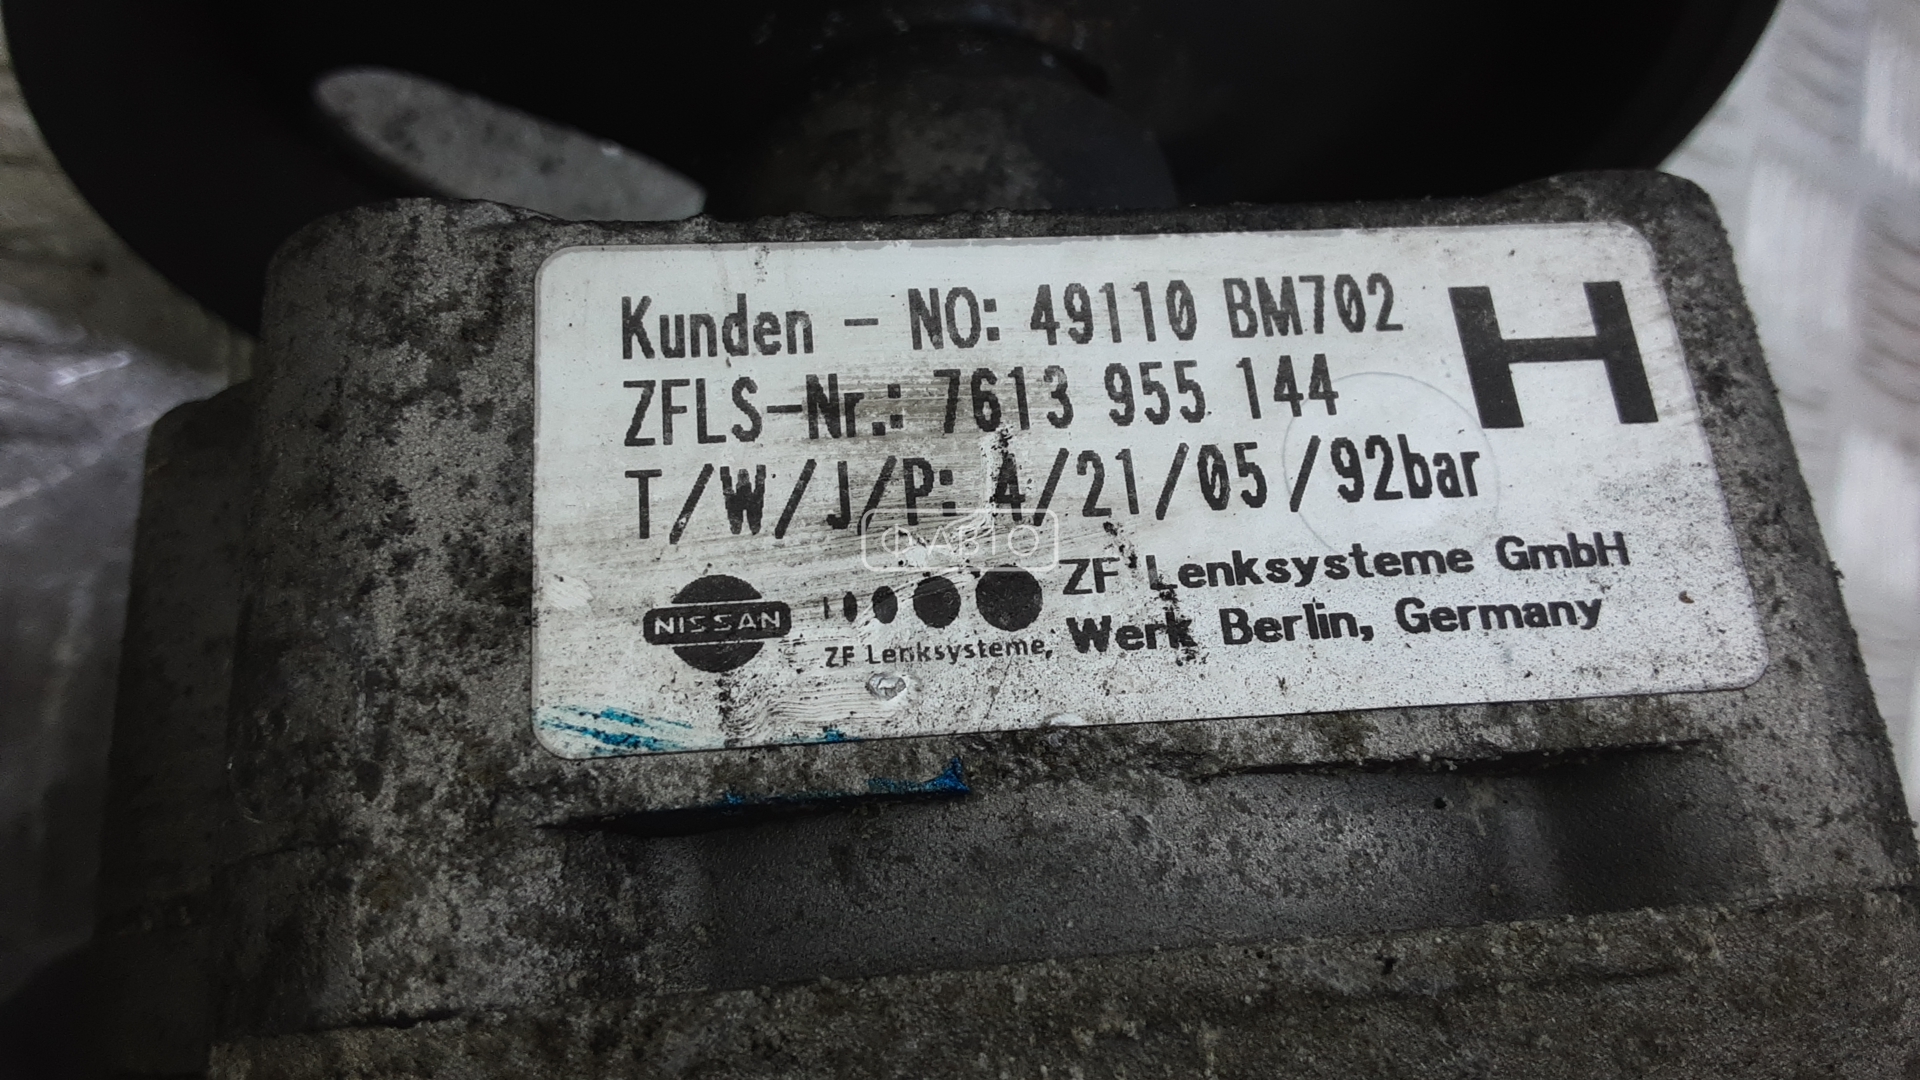 Kunden - NO: 49110 BM702
H
ZFLS-Nr.: 7613 955 144
T/W/J/P: 4/21/05/92bar
Ф-АВТО
NISSAN
ZF Lenksysteme,
ZF Lenksysteme GmbH
Werk Berlin, Germany